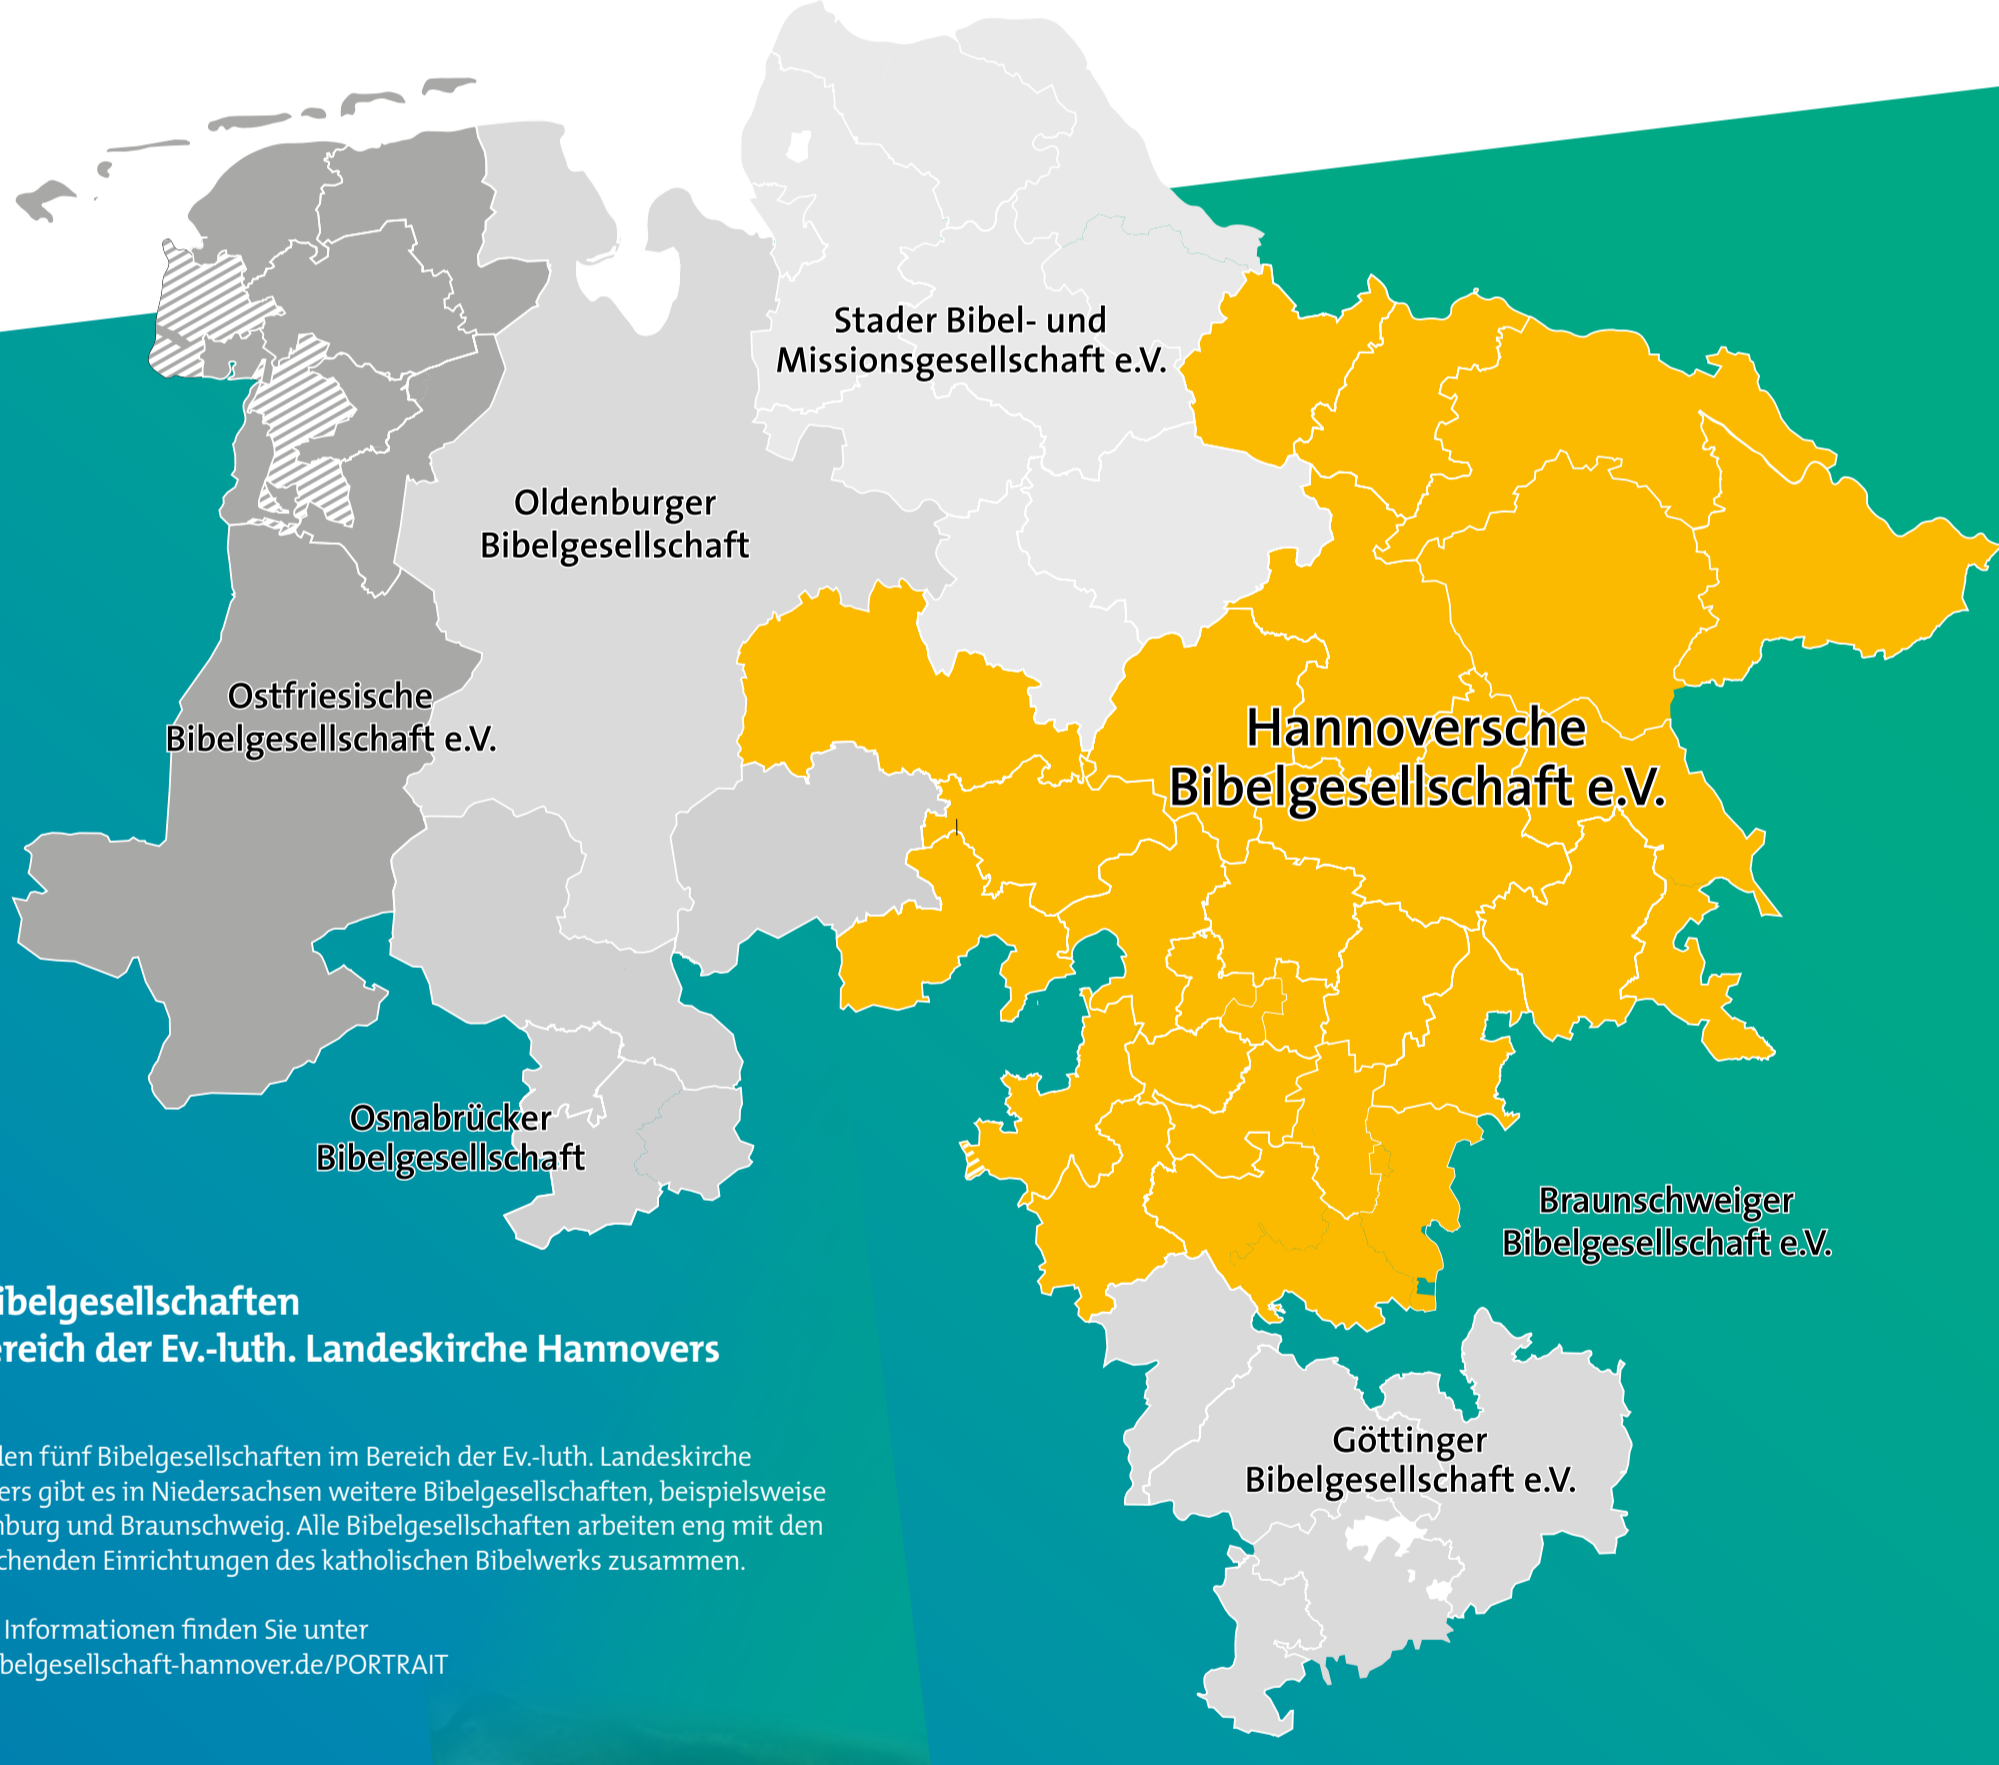 Stader Bibel- und
Missionsgesellschaft e.V.
Oldenburger
Bibelgesellschaft
Ostfriesische
Bibelgesellschaft e.V.
Hannoversche
Bibelgesellschaft e.V.
Osnabrücker
Bibelgesellschaft
Braunschweiger
Bibelgesellschaft e.V.
Göttinger
Bibelgesellschaft e.V.
ibelgesellschaften
ereich der Ev.-luth. Landeskirche Hannovers
den fünf Bibelgesellschaften im Bereich der Ev.-luth. Landeskirche
ers gibt es in Niedersachsen weitere Bibelgesellschaften, beispielsweise
nburg und Braunschweig. Alle Bibelgesellschaften arbeiten eng mit den
chenden Einrichtungen des katholischen Bibelwerks zusammen.
Informationen finden Sie unter
belgesellschaft-hannover.de/PORTRAIT